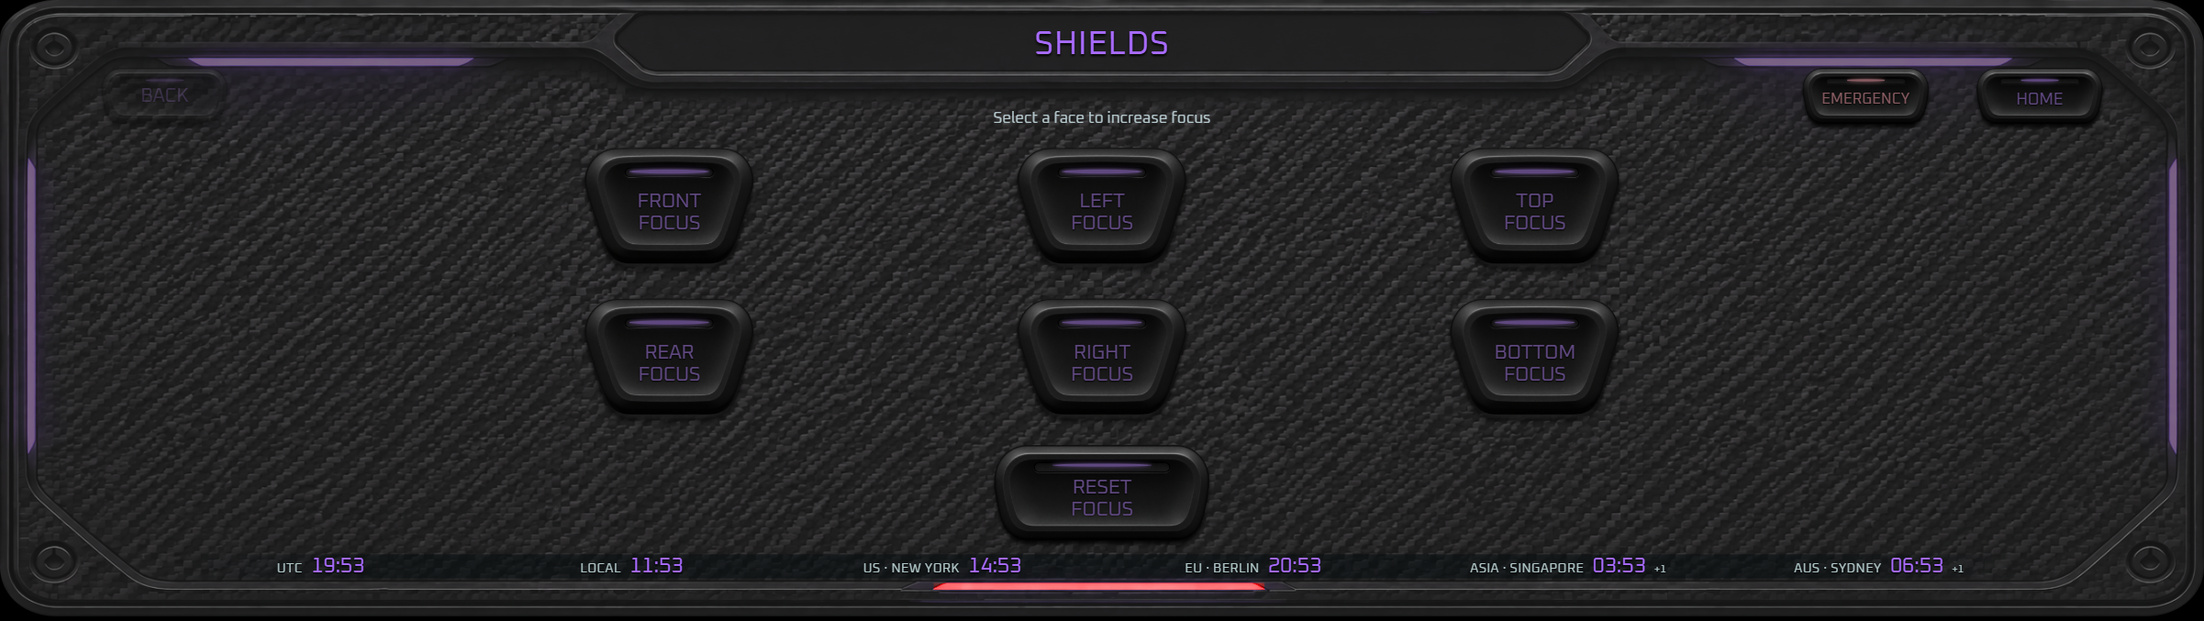 SHIELDS
BACK
EMERGENCY
HOME
Select a face to increase focus
FRONT
FOCUS
LEFT
FOCUS
TOP
FOCUS
REAR
FOCUS
RIGHT
FOCUS
BOTTOM
FOCUS
RESET
FOCUS
UTC 19:53
LOCAL 11:53
US · NEW YORK 14:53
EU · BERLIN 20:53
ASIA · SINGAPORE 03:53 +1
AUS · SYDNEY 06:53 +1